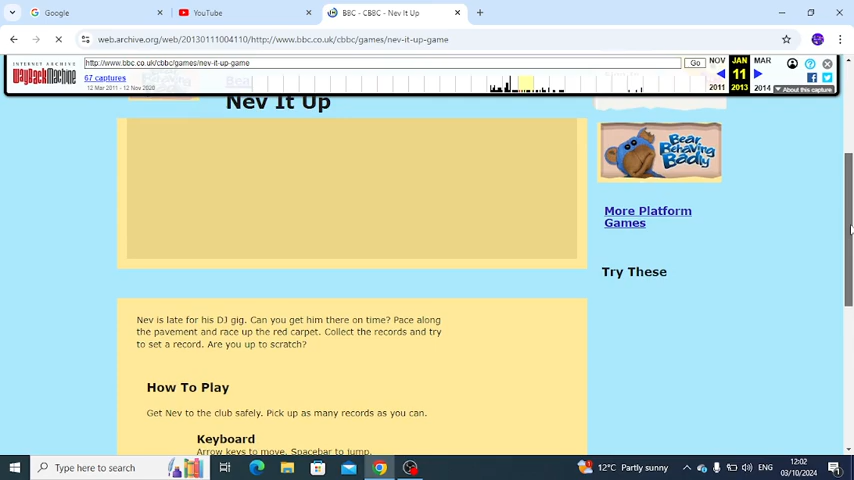 Google
YouTube
BBC - CBBC - Nev It Up
web.archive.org/web/20130111004110/http://www.bbc.co.uk/cbbc/games/nev-it-up-game
INTERNET ARCHIVE
WayBackMachine
http://www.bbc.co.uk/cbbc/games/nev-it-up-game
Go
67 captures
12 Mar 2011 - 12 Nov 2020
NOV JAN MAR
11
2011 2013 2014
About this capture
Nev It Up
Bear Behaving Badly
More Platform
Games
Try These
Nev is late for his DJ gig. Can you get him there on time? Pace along
the pavement and race up the red carpet. Collect the records and try
to set a record. Are you up to scratch?
How To Play
Get Nev to the club safely. Pick up as many records as you can.
Keyboard
Arrow keys to move. Spacebar to jump.
Type here to search
12°C Partly sunny
ENG
12:02
03/10/2024